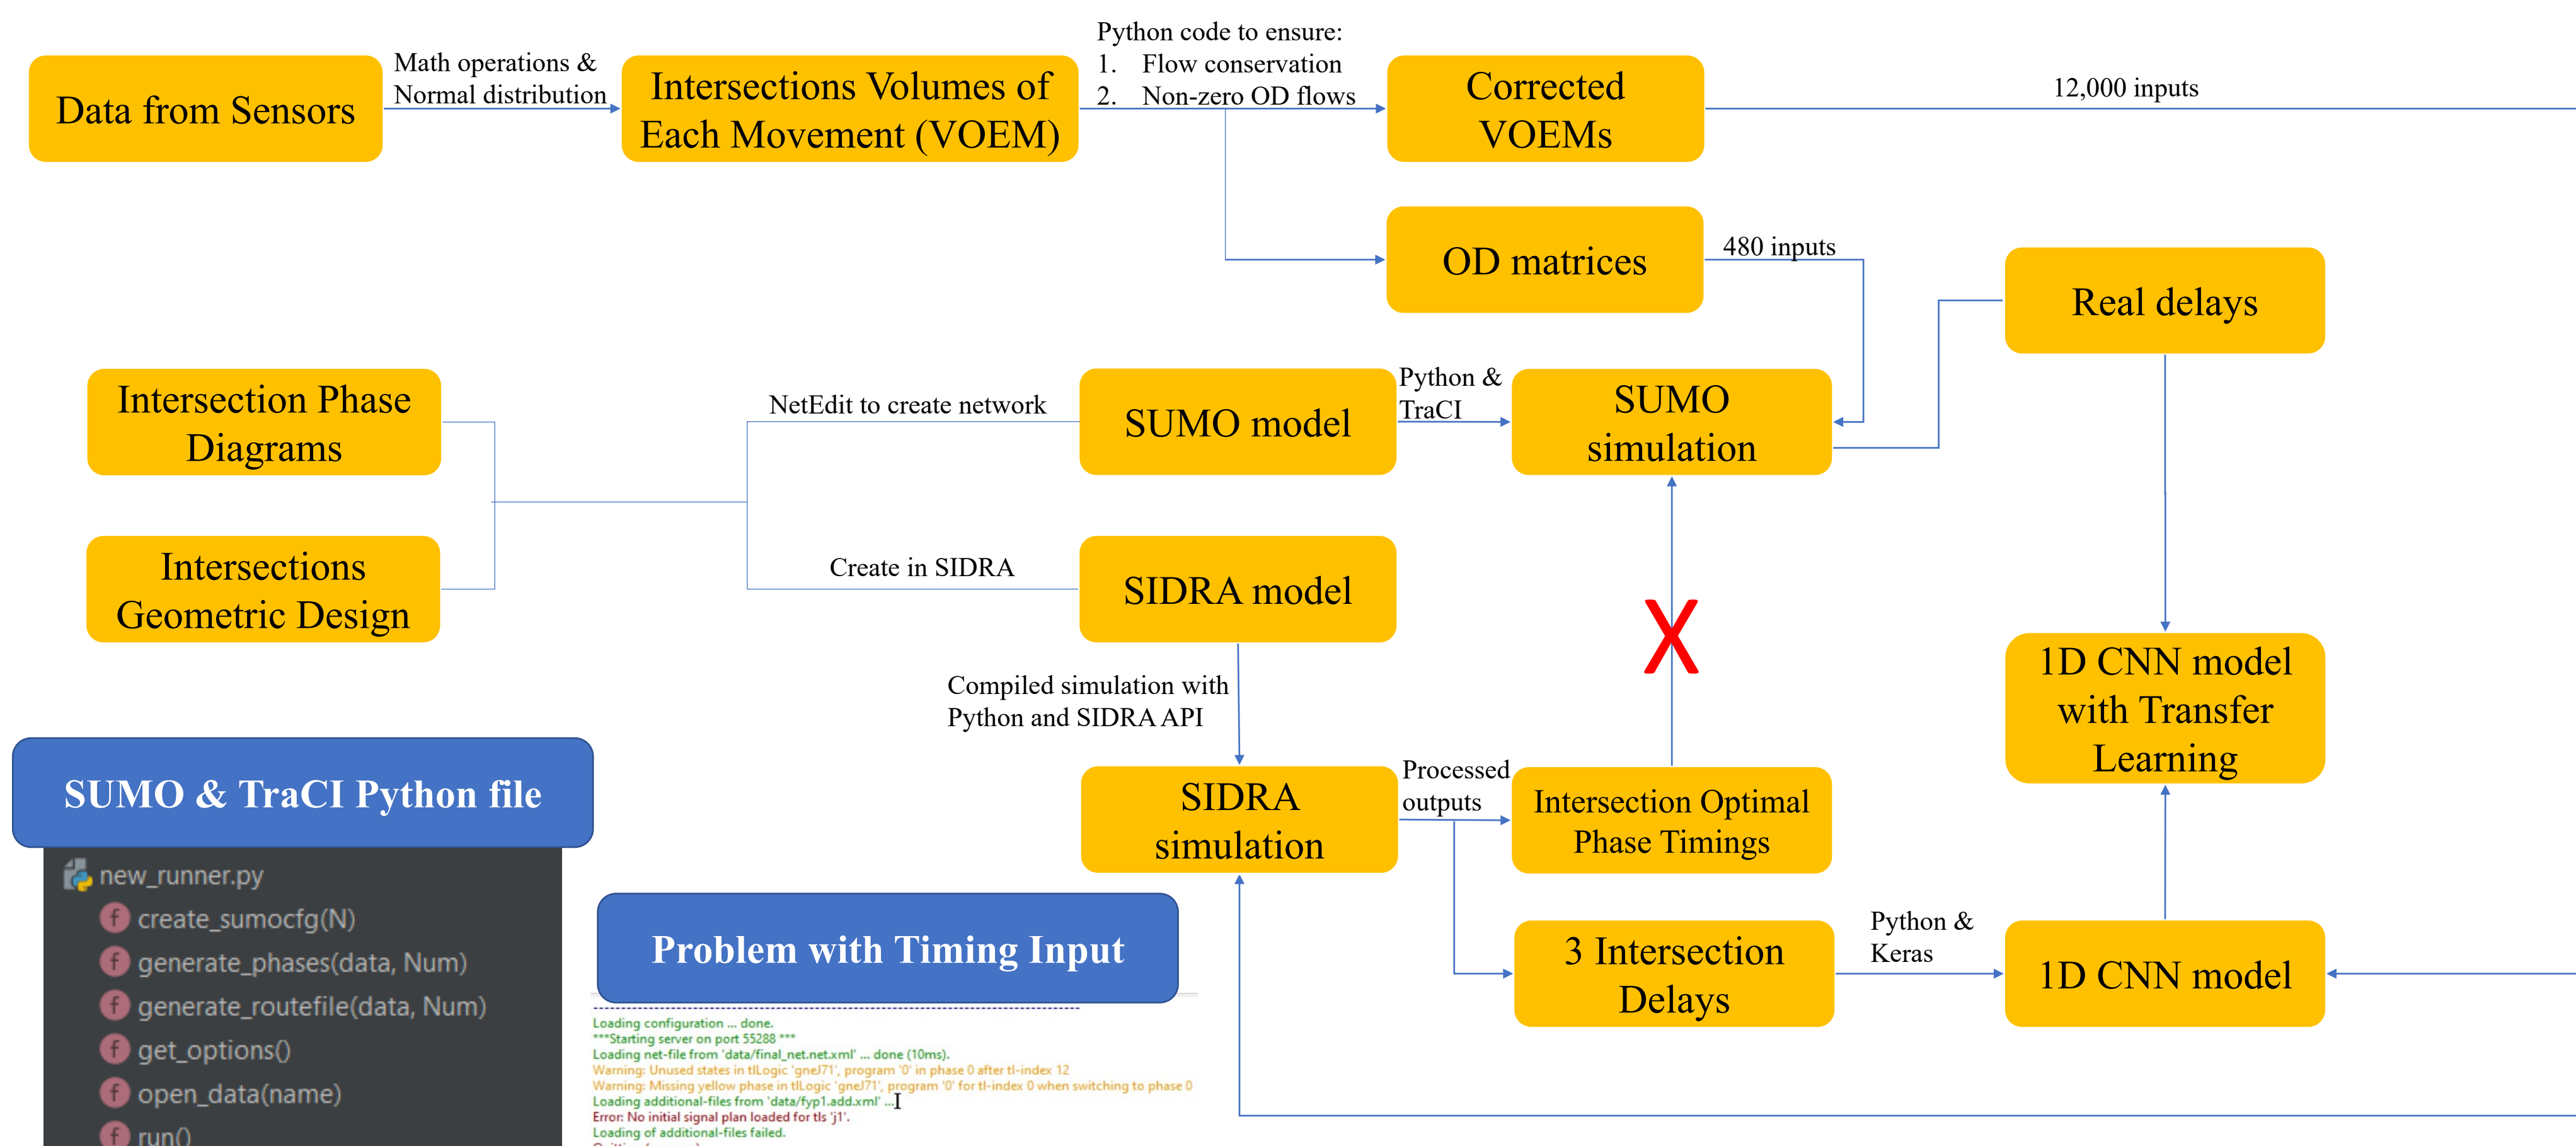 Data from Sensors
Math operations &
Normal distribution
Intersections Volumes of
Each Movement (VOEM)
Python code to ensure:
1. Flow conservation
2. Non-zero OD flows
Corrected
VOEMs
12,000 inputs
OD matrices
480 inputs
Real delays
Intersection Phase
Diagrams
NetEdit to create network
SUMO model
Python &
TraCI
SUMO
simulation
Intersections
Geometric Design
Create in SIDRA
SIDRA model
X
1D CNN model
with Transfer
Learning
Compiled simulation with
Python and SIDRA API
SIDRA
simulation
Processed
outputs
Intersection Optimal
Phase Timings
3 Intersection
Delays
Python &
Keras
1D CNN model
SUMO & TraCI Python file
new_runner.py
f create_sumocfg(N)
f generate_phases(data, Num)
f generate_routefile(data, Num)
f get_options()
f open_data(name)
f run()
Problem with Timing Input
Loading configuration ... done.
***Starting server on port 55288 ***
Loading net-file from 'data/final_net.net.xml' ... done (10ms).
Warning: Unused states in tlLogic 'gneJ71', program '0' in phase 0 after tl-index 12
Warning: Missing yellow phase in tlLogic 'gneJ71', program '0' for tl-index 0 when switching to phase 0
Loading additional-files from 'data/fyp1.add.xml' ...
Error: No initial signal plan loaded for tls 'j1'.
Loading of additional-files failed.